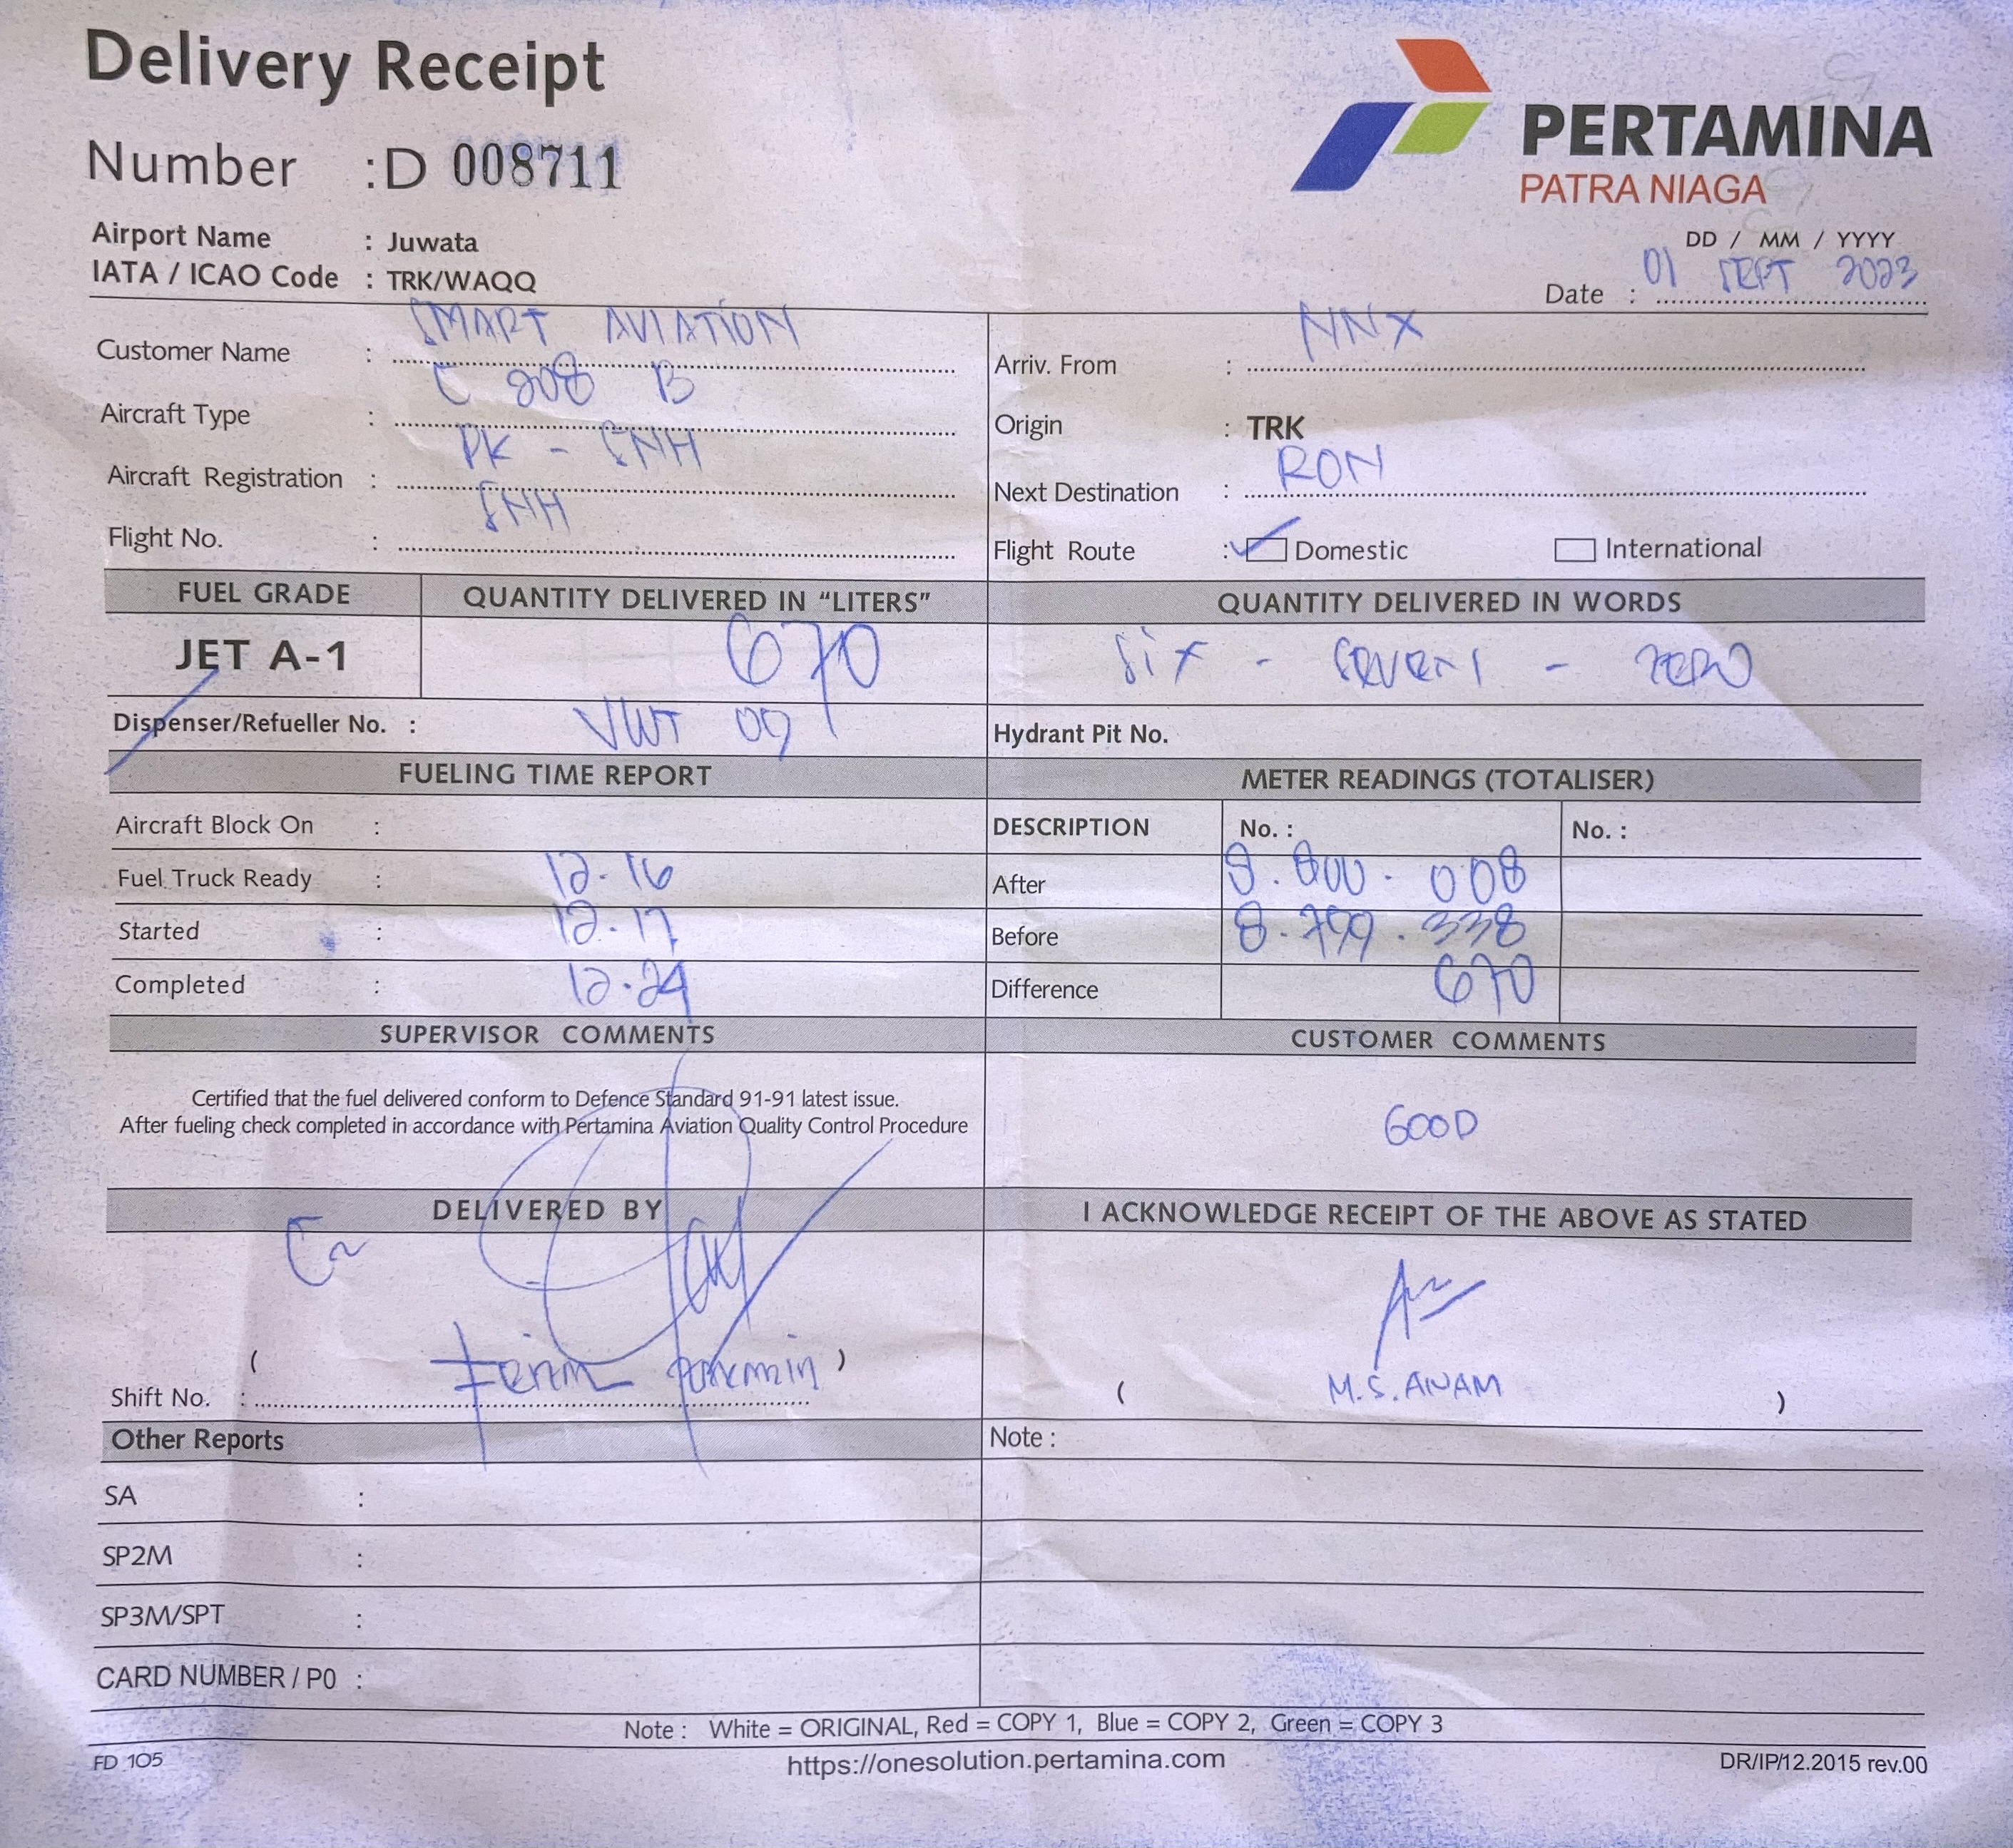 Delivery Receipt
PERTAMINA
PATRA NIAGA
Number : D 008711
Airport Name : Juwata
IATA / ICAO Code : TRK/WAQQ
DD / MM / YYYY
Date : 01 SEPT 2023
Customer Name : SMART AVIATION
Arriv. From : NNX
Aircraft Type : C 208 B
Origin : TRK
Aircraft Registration : PK - SNH
Next Destination : RON
Flight No. : SNH
Flight Route : Domestic International
FUEL GRADE QUANTITY DELIVERED IN “LITERS” QUANTITY DELIVERED IN WORDS
JET A-1 670 Six - SEVEN - ZERO
Dispenser/Refueller No. : VWT 09 Hydrant Pit No.
FUELING TIME REPORT METER READINGS (TOTALISER)
Aircraft Block On : DESCRIPTION No. : No. :
Fuel Truck Ready : 12.16 After 8.800.008
Started : 12.17 Before 8.799.338
Completed : 12.24 Difference 670
SUPERVISOR COMMENTS CUSTOMER COMMENTS
Certified that the fuel delivered conform to Defence Standard 91-91 latest issue.
After fueling check completed in accordance with Pertamina Aviation Quality Control Procedure
GOOD
DELIVERED BY I ACKNOWLEDGE RECEIPT OF THE ABOVE AS STATED
( )
Shift No. :
( M.S. ANAM )
Other Reports Note :
SA :
SP2M :
SP3M/SPT :
CARD NUMBER / P0 :
Note : White = ORIGINAL, Red = COPY 1, Blue = COPY 2, Green = COPY 3
FD 105 https://onesolution.pertamina.com DR/IP/12.2015 rev.00